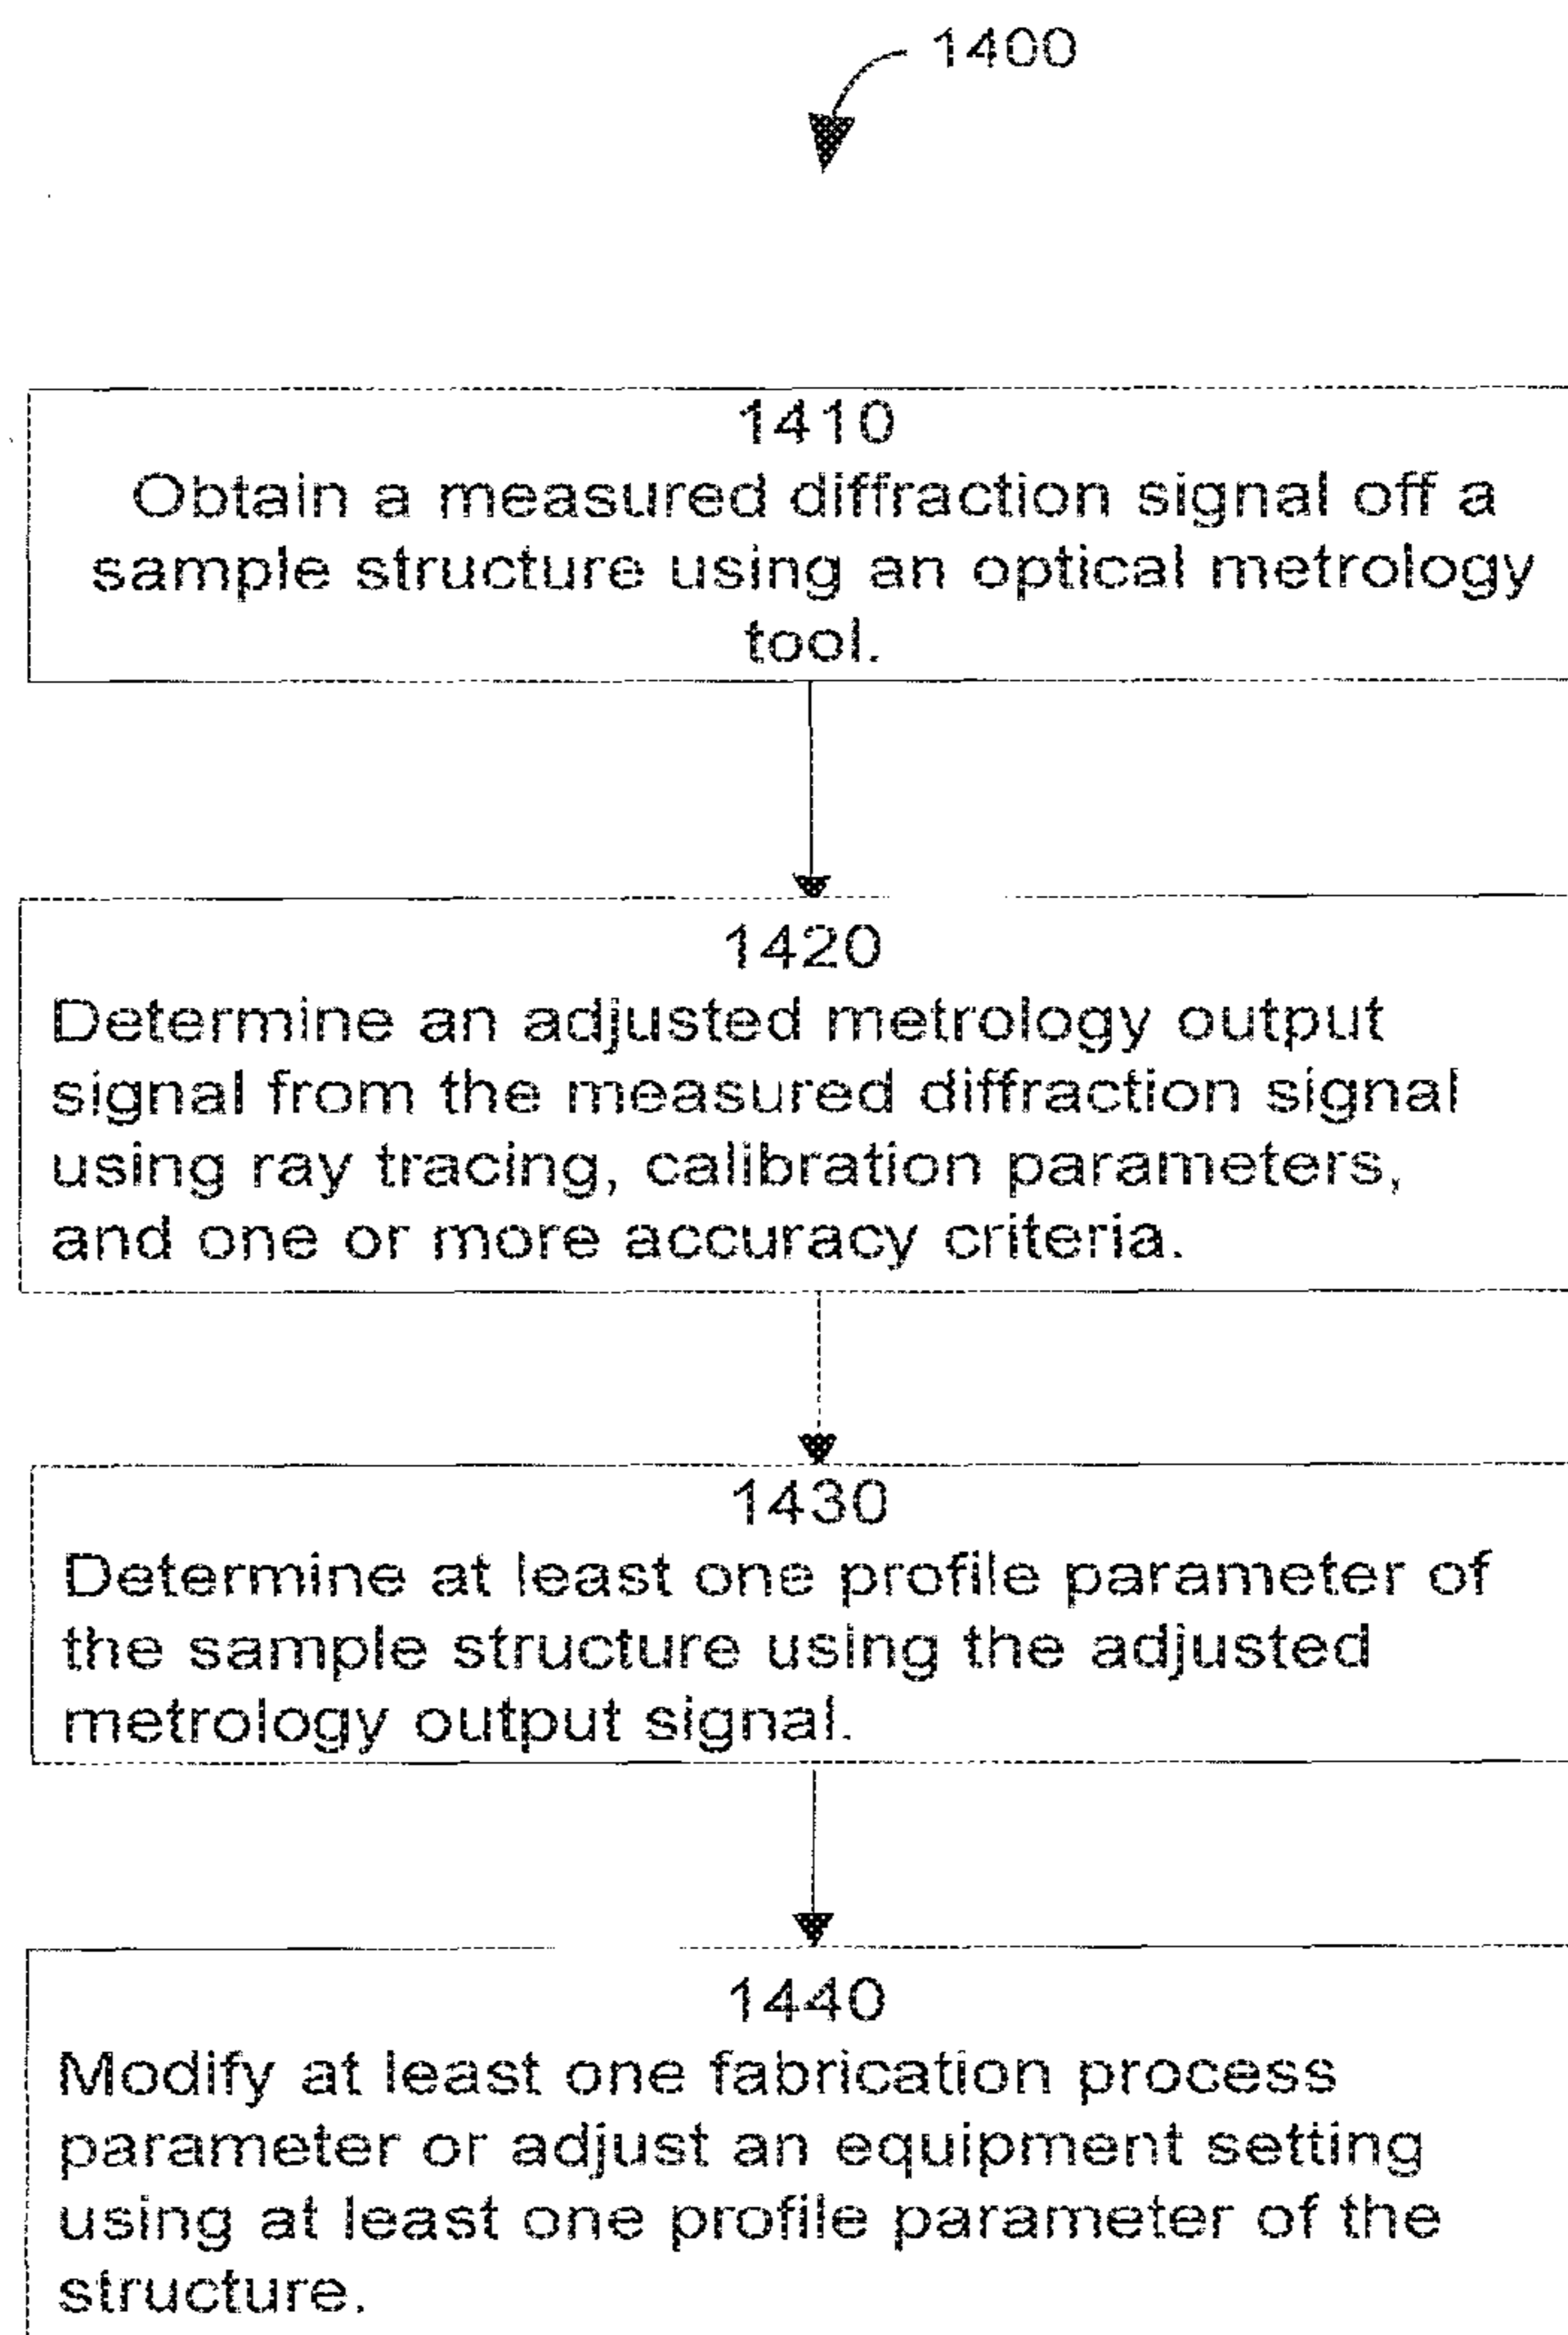 1400
1410
Obtain a measured diffraction signal off a
sample structure using an optical metrology
tool.
1420
Determine an adjusted metrology output
signal from the measured diffraction signal
using ray tracing, calibration parameters,
and one or more accuracy criteria.
1430
Determine at least one profile parameter of
the sample structure using the adjusted
metrology output signal.
1440
Modify at least one fabrication process
parameter or adjust an equipment setting
using at least one profile parameter of the
structure.